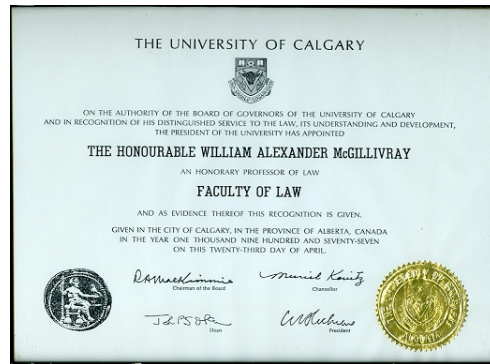 THE UNIVERSITY OF CALGARY
ON THE AUTHORITY OF THE BOARD OF GOVERNORS OF THE UNIVERSITY OF CALGARY
AND IN RECOGNITION OF HIS DISTINGUISHED SERVICE TO THE LAW, ITS UNDERSTANDING AND DEVELOPMENT,
THE PRESIDENT OF THE UNIVERSITY HAS APPOINTED
THE HONOURABLE WILLIAM ALEXANDER McGILLIVRAY
AN HONORARY PROFESSOR OF LAW
FACULTY OF LAW
AND AS EVIDENCE THEREOF THIS RECOGNITION IS GIVEN.
GIVEN IN THE CITY OF CALGARY, IN THE PROVINCE OF ALBERTA, CANADA
IN THE YEAR ONE THOUSAND NINE HUNDRED AND SEVENTY-SEVEN
ON THIS TWENTY-THIRD DAY OF APRIL.
Chairman of the Board
Chancellor
Dean
President